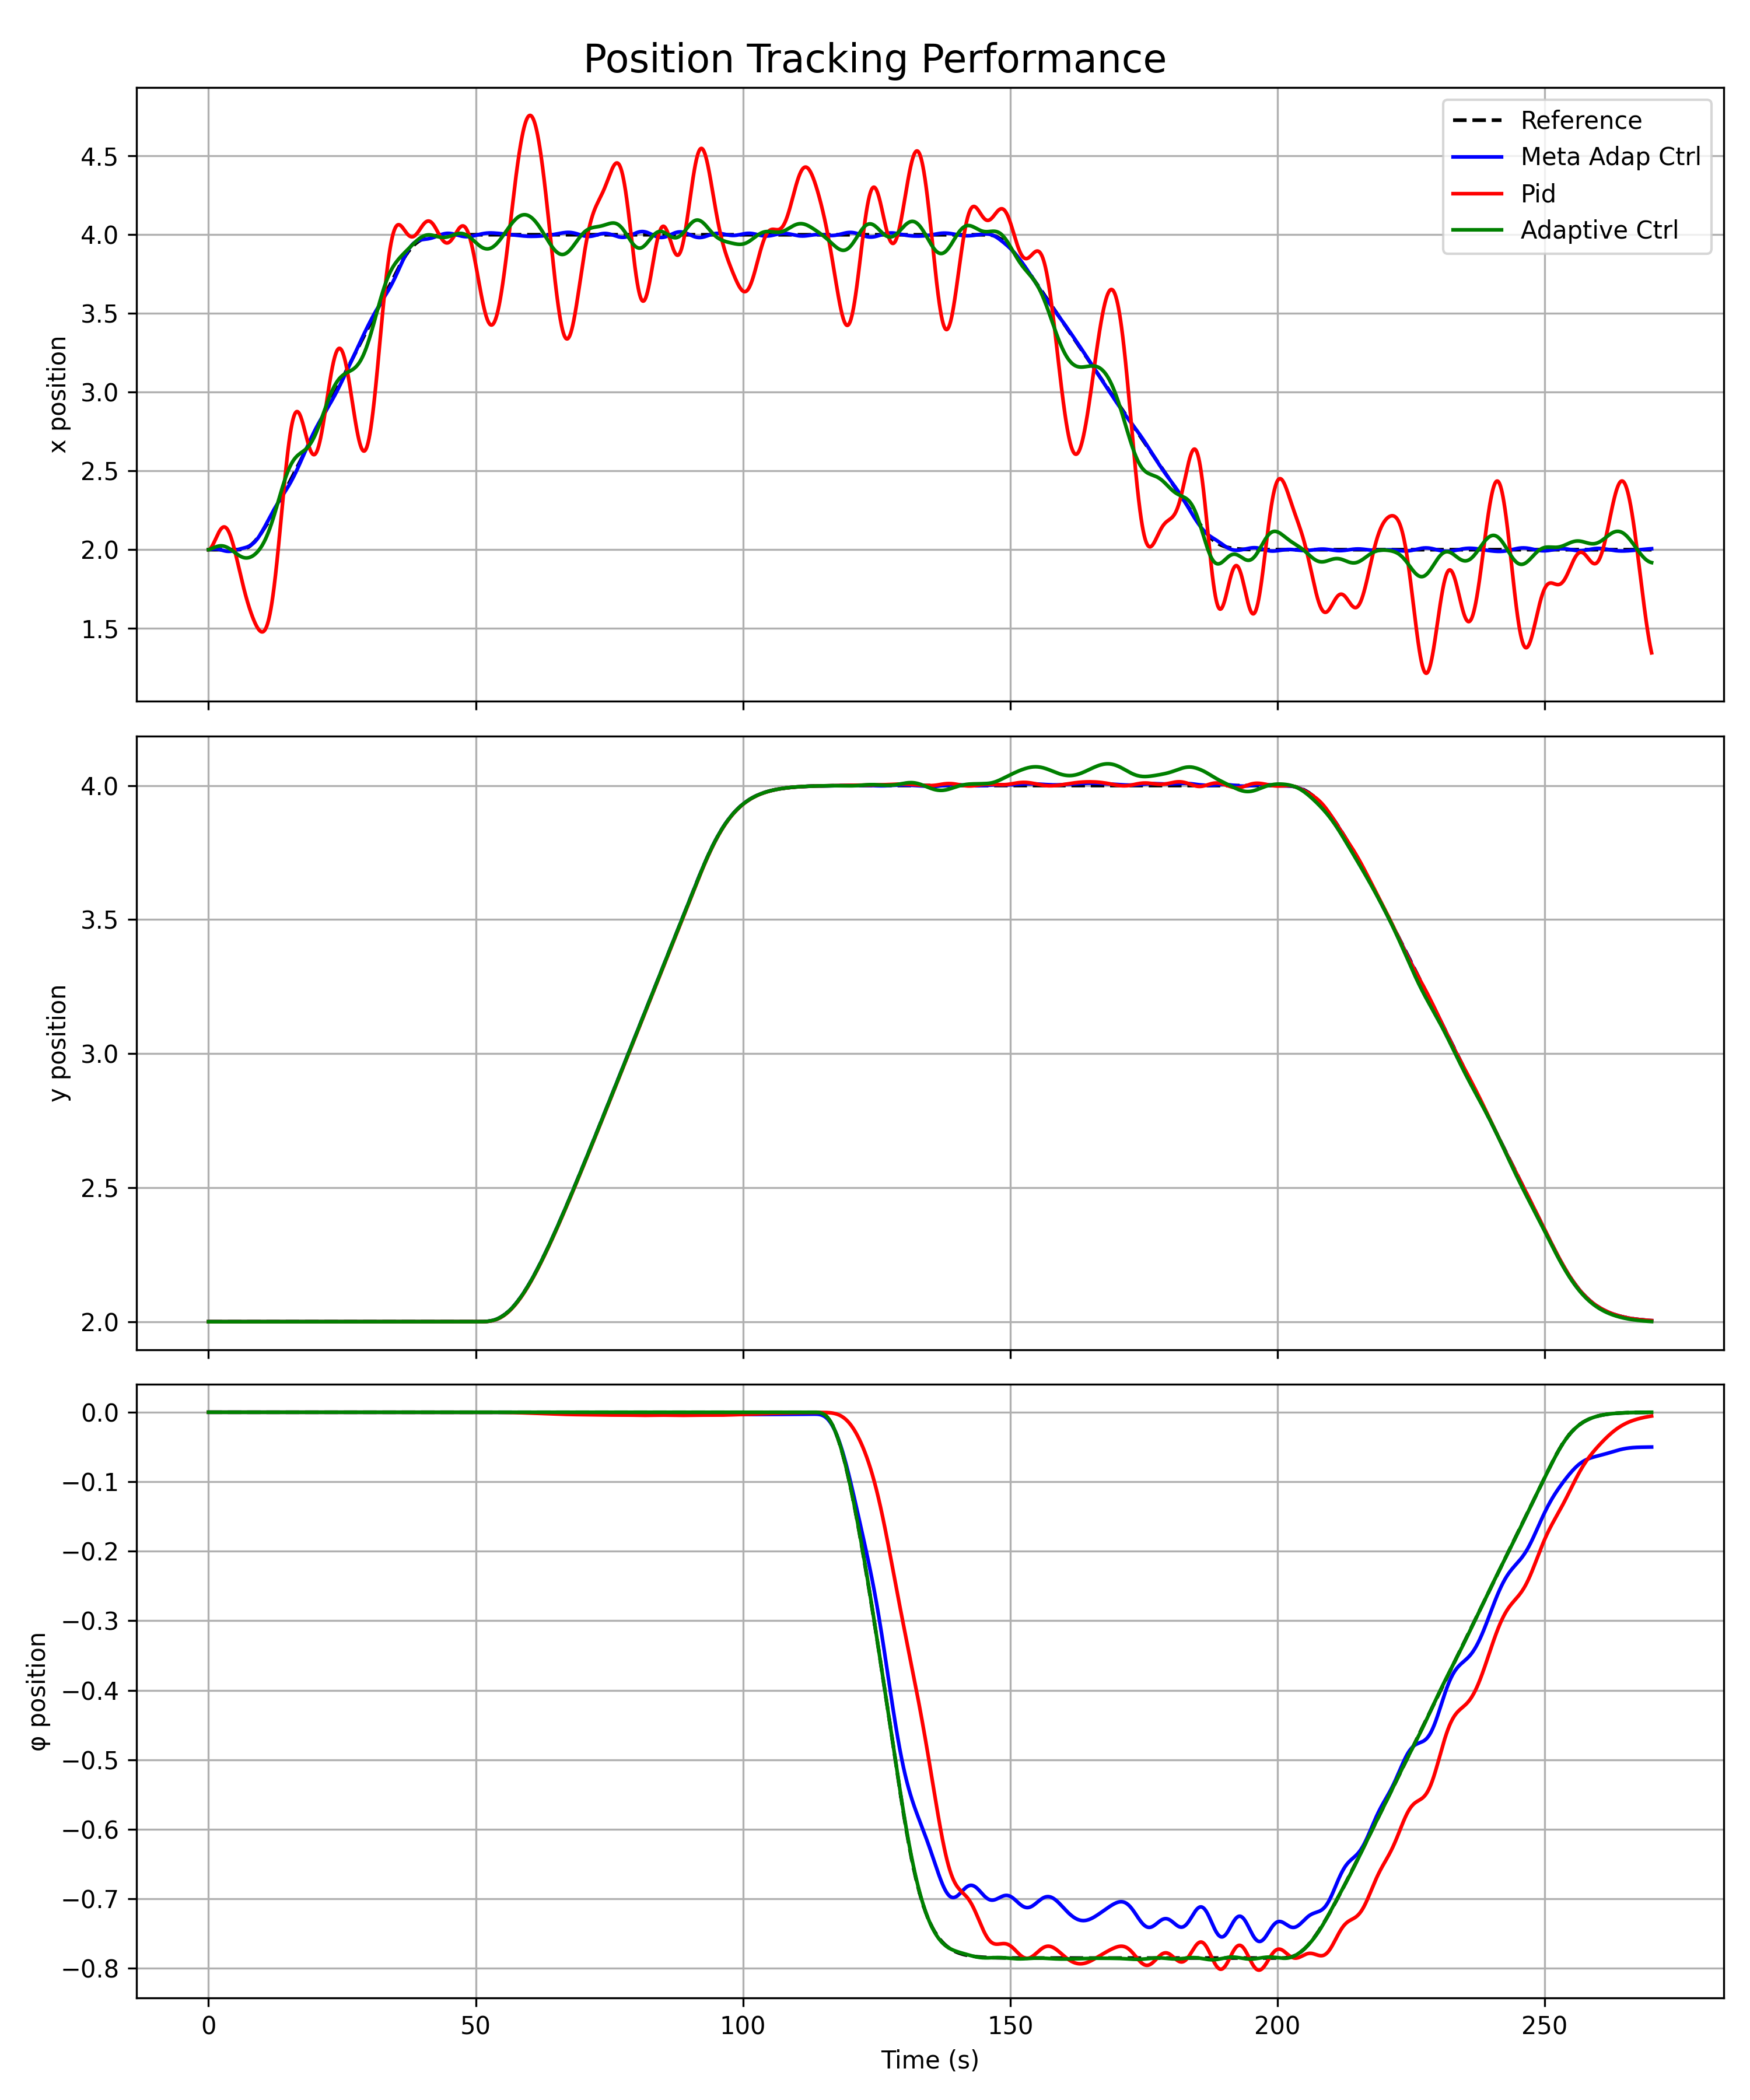 Position Tracking Performance
Reference
Meta Adap Ctrl
Pid
Adaptive Ctrl
4.5
4.0
3.5
3.0
2.5
2.0
1.5
x position
4.0
3.5
3.0
2.5
2.0
y position
0.0
−0.1
−0.2
−0.3
−0.4
−0.5
−0.6
−0.7
−0.8
φ position
0 50 100 150 200 250
Time (s)